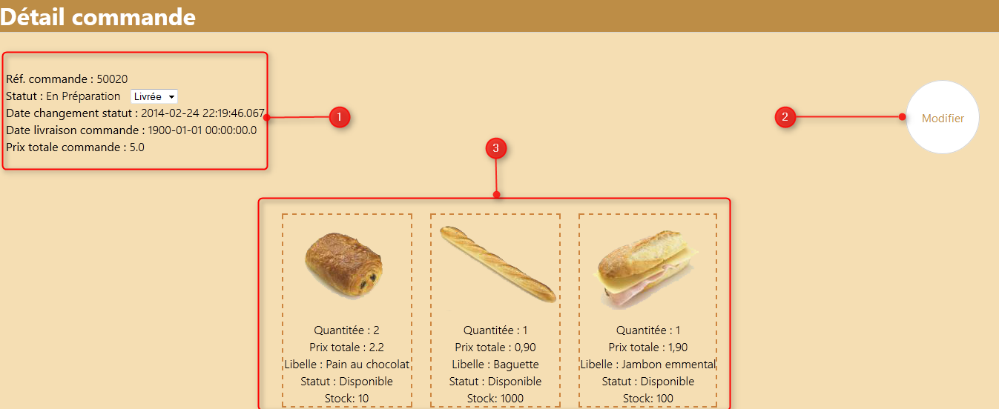 Détail commande
Réf. commande : 50020
Statut : En Préparation Livrée
Date changement statut : 2014-02-24 22:19:46.067
Date livraison commande : 1900-01-01 00:00:00.0
Prix totale commande : 5.0
1
2
Modifier
3
Quantitée : 2
Prix totale : 2.2
Libelle : Pain au chocolat
Statut : Disponible
Stock: 10
Quantitée : 1
Prix totale : 0,90
Libelle : Baguette
Statut : Disponible
Stock: 1000
Quantitée : 1
Prix totale : 1,90
Libelle : Jambon emmental
Statut : Disponible
Stock: 100